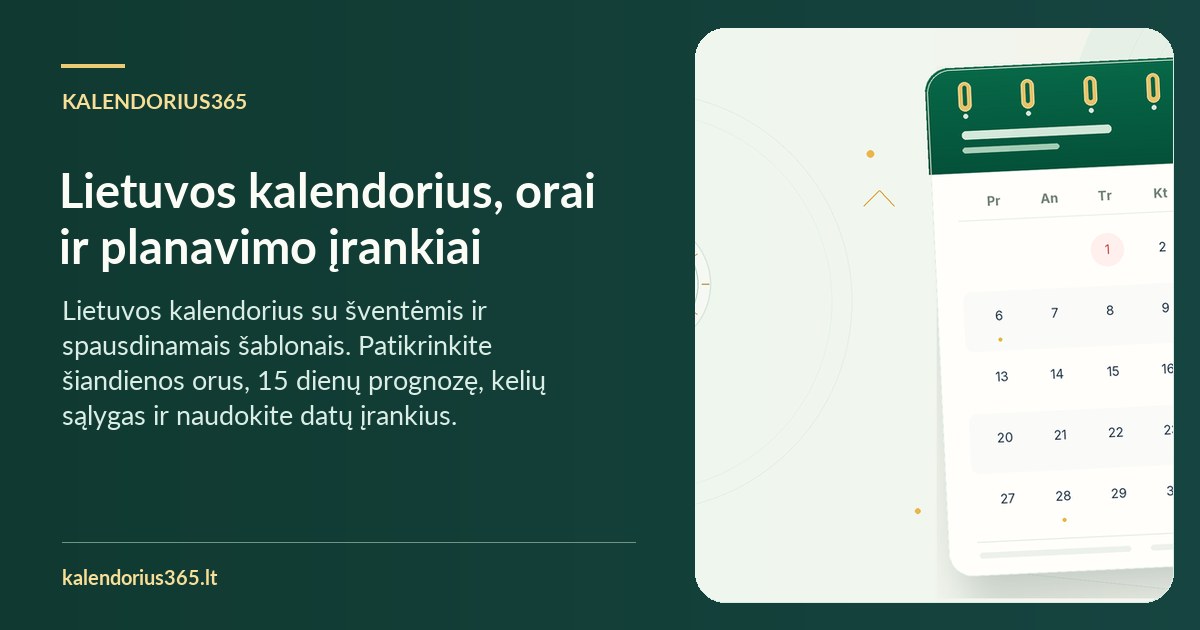 KALENDORIUS365
Lietuvos kalendorius, orai
ir planavimo įrankiai
Lietuvos kalendorius su šventėmis ir
spausdinamais šablonais. Patikrinkite
šiandienos orus, 15 dienų prognozę, kelių
sąlygas ir naudokite datų įrankius.
kalendorius365.lt
Pr An Tr Kt
1 2
6 7 8 9
13 14 15 16
20 21 22
27 28 29